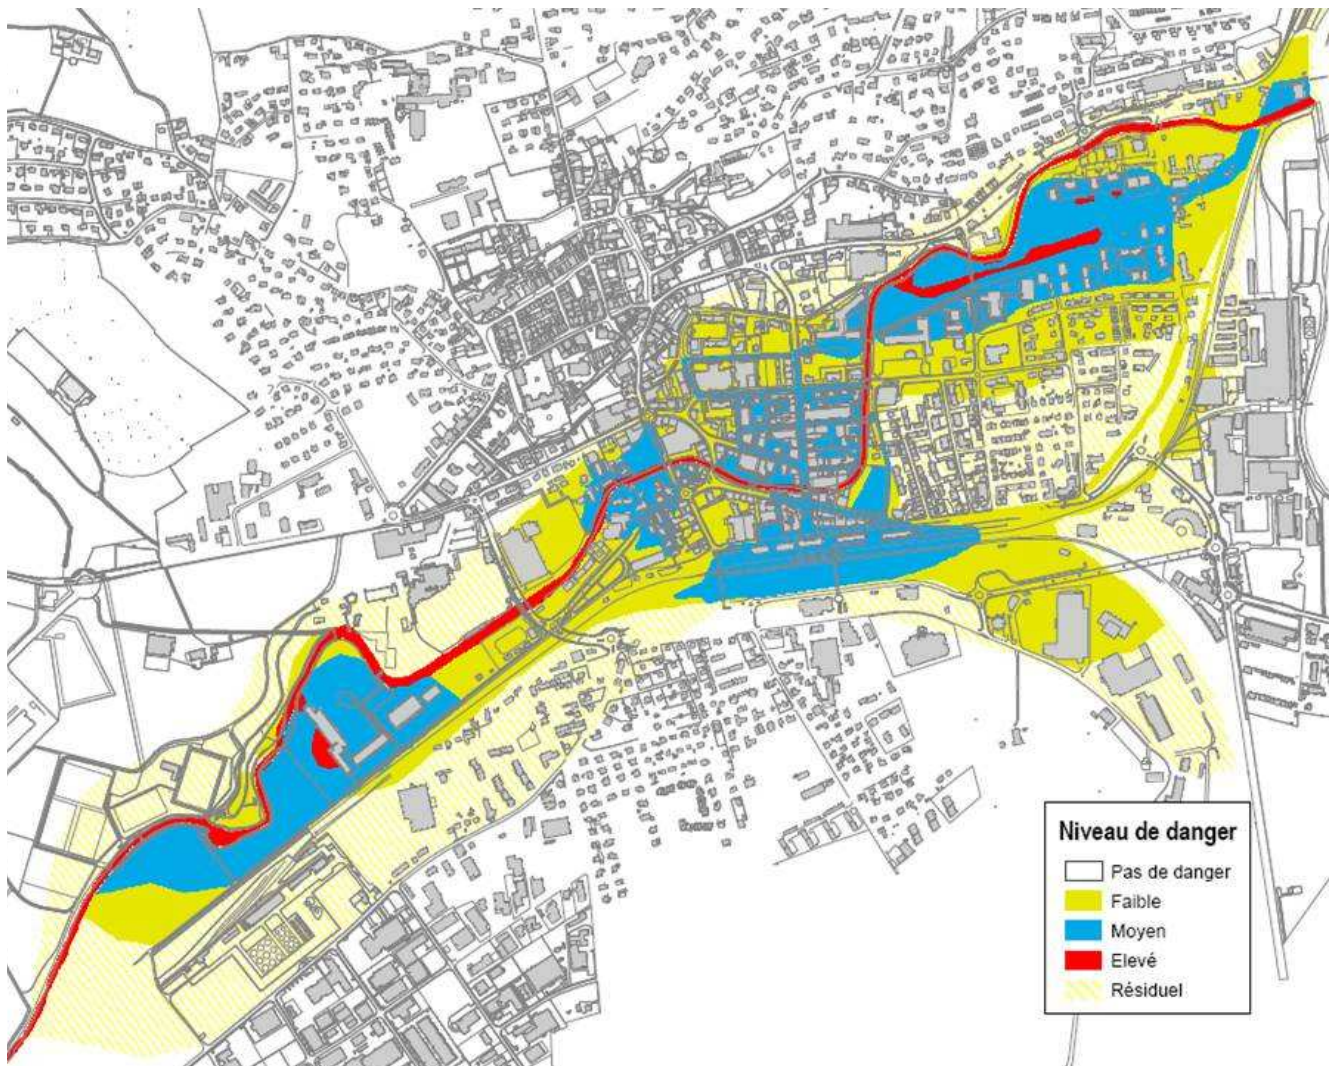 Niveau de danger
Pas de danger
Faible
Moyen
Elevé
Résiduel